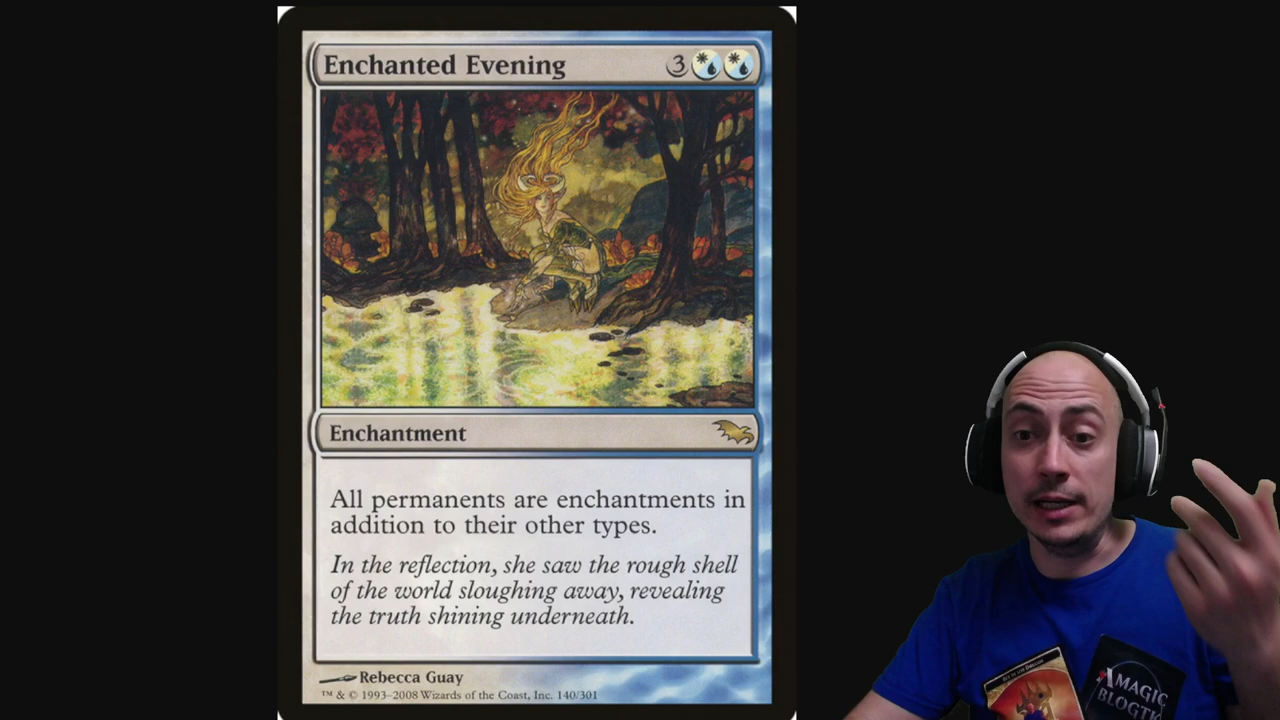 Enchanted Evening 3
Enchantment
All permanents are enchantments in
addition to their other types.
In the reflection, she saw the rough shell
of the world sloughing away, revealing
the truth shining underneath.
Rebecca Guay
™ & © 1993–2008 Wizards of the Coast, Inc. 140/301
MAGIC